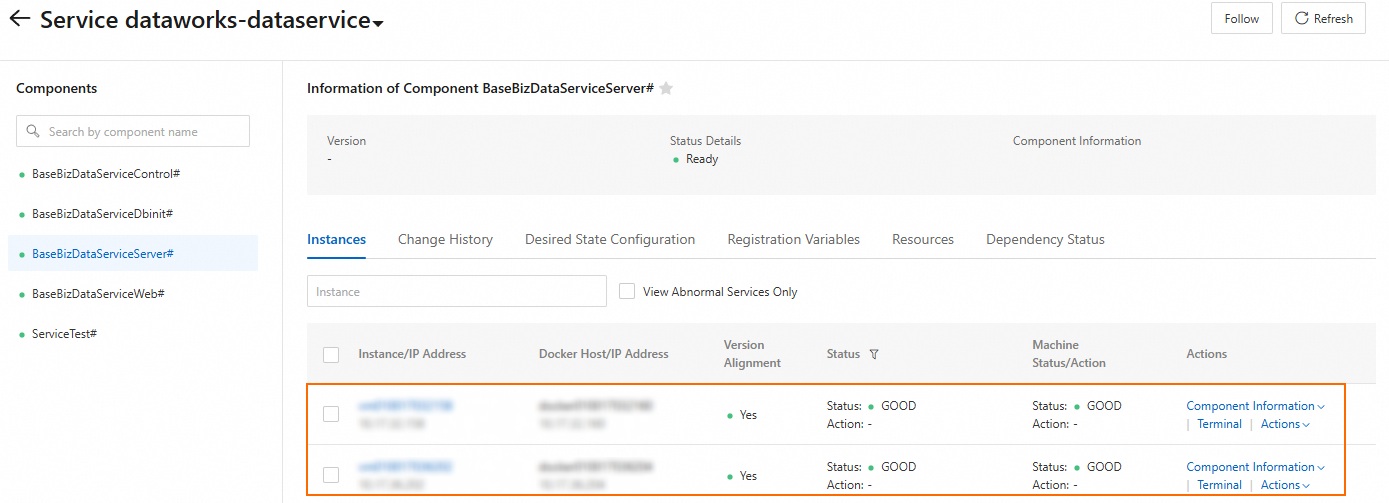 Service dataworks-dataservice
Follow
Refresh
Components
Search by component name
BaseBizDataServiceControl#
BaseBizDataServiceDbinit#
BaseBizDataServiceServer#
BaseBizDataServiceWeb#
ServiceTest#
Information of Component BaseBizDataServiceServer#
Version
-
Status Details
Ready
Component Information
Instances Change History Desired State Configuration Registration Variables Resources Dependency Status
Instance
View Abnormal Services Only
Instance/IP Address
Docker Host/IP Address
Version
Alignment
Status
Machine
Status/Action
Actions
Yes
Status: GOOD
Action: -
Status: GOOD
Action: -
Component Information
| Terminal | Actions
Yes
Status: GOOD
Action: -
Status: GOOD
Action: -
Component Information
| Terminal | Actions